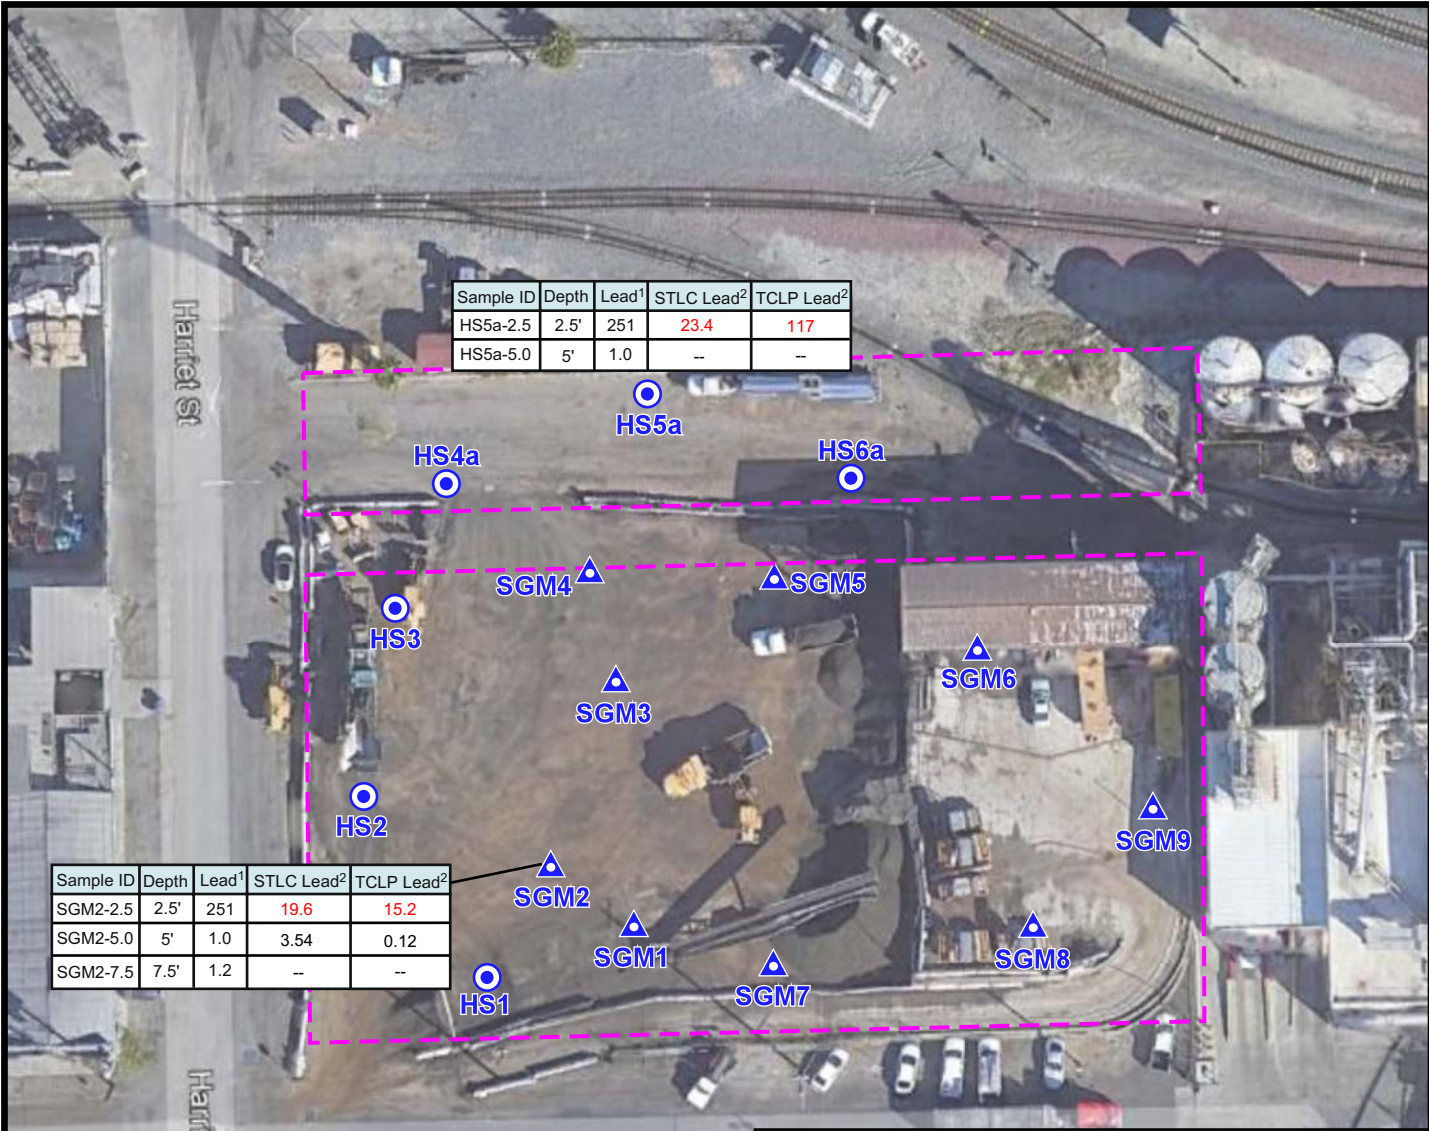 Sample ID Depth Lead¹ STLC Lead² TCLP Lead²
HS5a-2.5 2.5' 251 23.4 117
HS5a-5.0 5' 1.0 -- --
Harriet St
HS5a
HS4a
HS6a
SGM4
SGM5
HS3
SGM6
SGM3
HS2
SGM9
Sample ID Depth Lead¹ STLC Lead² TCLP Lead²
SGM2-2.5 2.5' 251 19.6 15.2
SGM2-5.0 5' 1.0 3.54 0.12
SGM2-7.5 7.5' 1.2 -- --
SGM2
SGM1
SGM8
SGM7
HS1
Harr